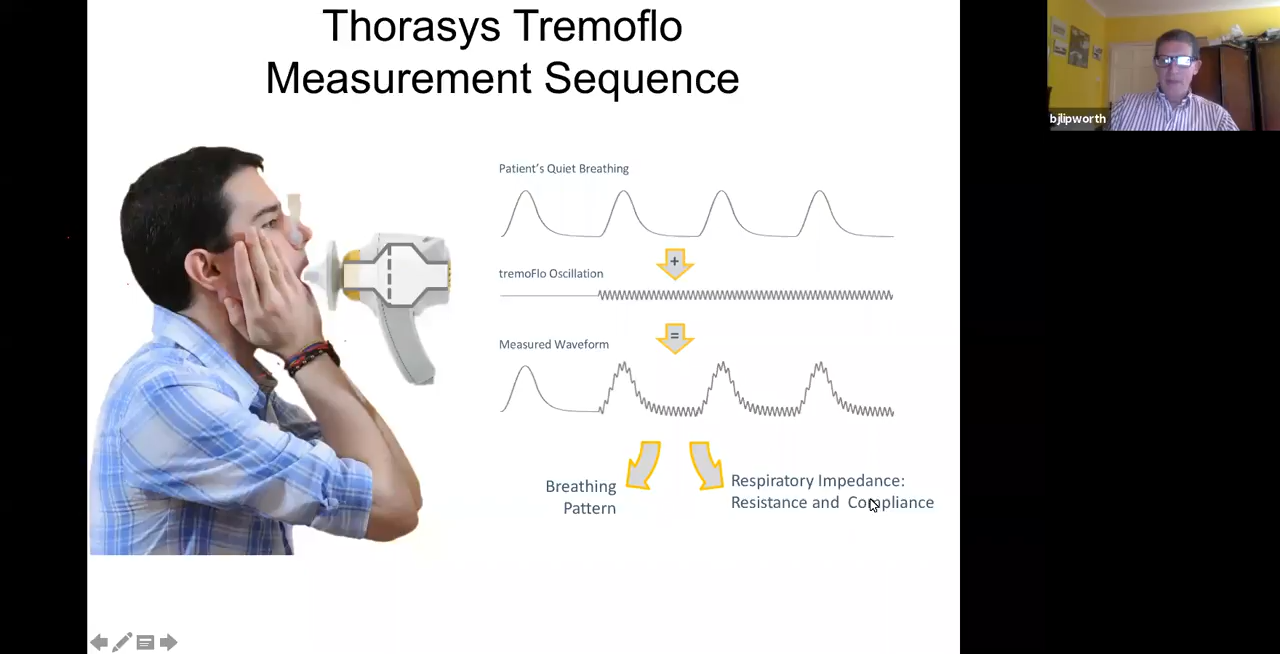 Thorasys Tremoflo
Measurement Sequence
bjlipworth
Patient's Quiet Breathing
+
tremoFlo Oscillation
=
Measured Waveform
Breathing
Pattern
Respiratory Impedance:
Resistance and Compliance